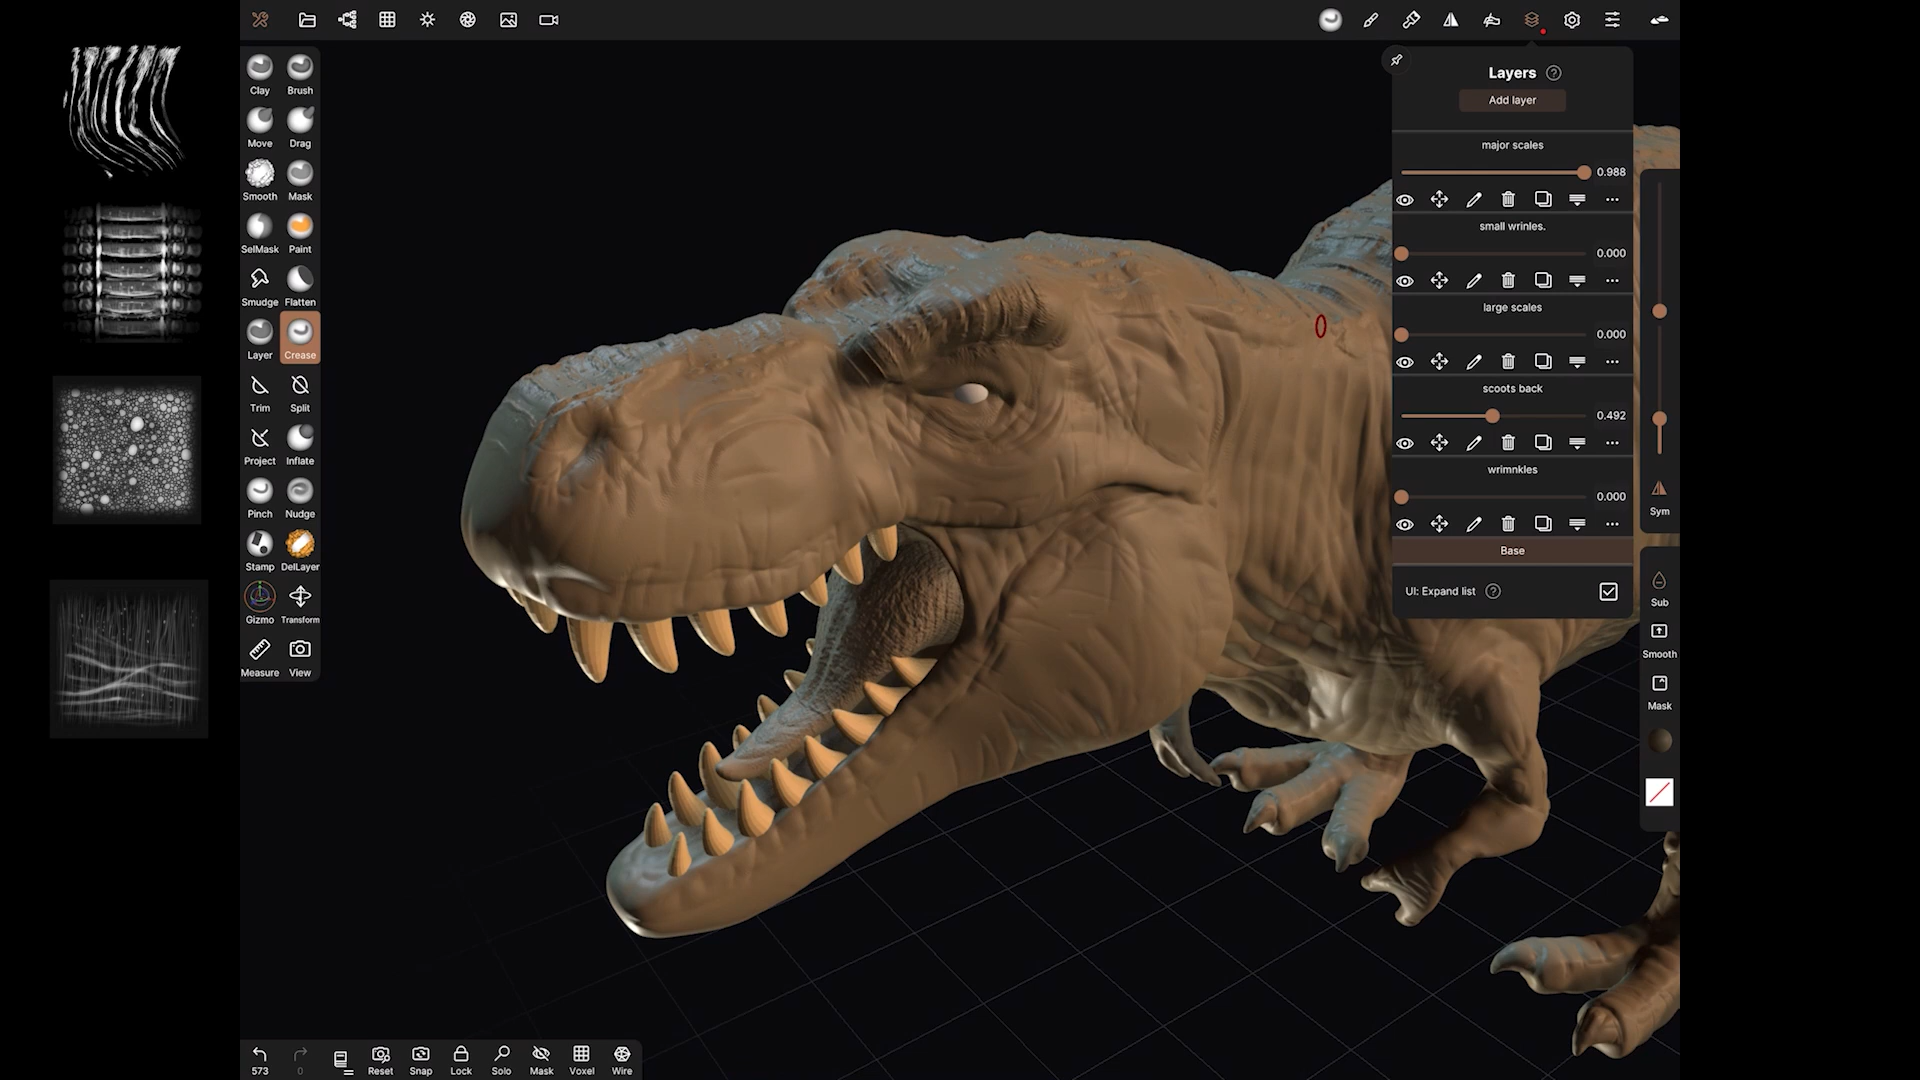 Clay Brush
Move Drag
Smooth Mask
SelMask Paint
Smudge Flatten
Layer Crease
Trim Split
Project Inflate
Pinch Nudge
Stamp DelLayer
Gizmo Transform
Measure View
Layers ?
Add layer
major scales
0.988
small wrinles.
0.000
large scales
0.000
scoots back
0.492
wrimnkles
0.000
Base
UI: Expand list ?
Sym
Sub
Smooth
Mask
573 0 Reset Snap Lock Solo Mask Voxel Wire